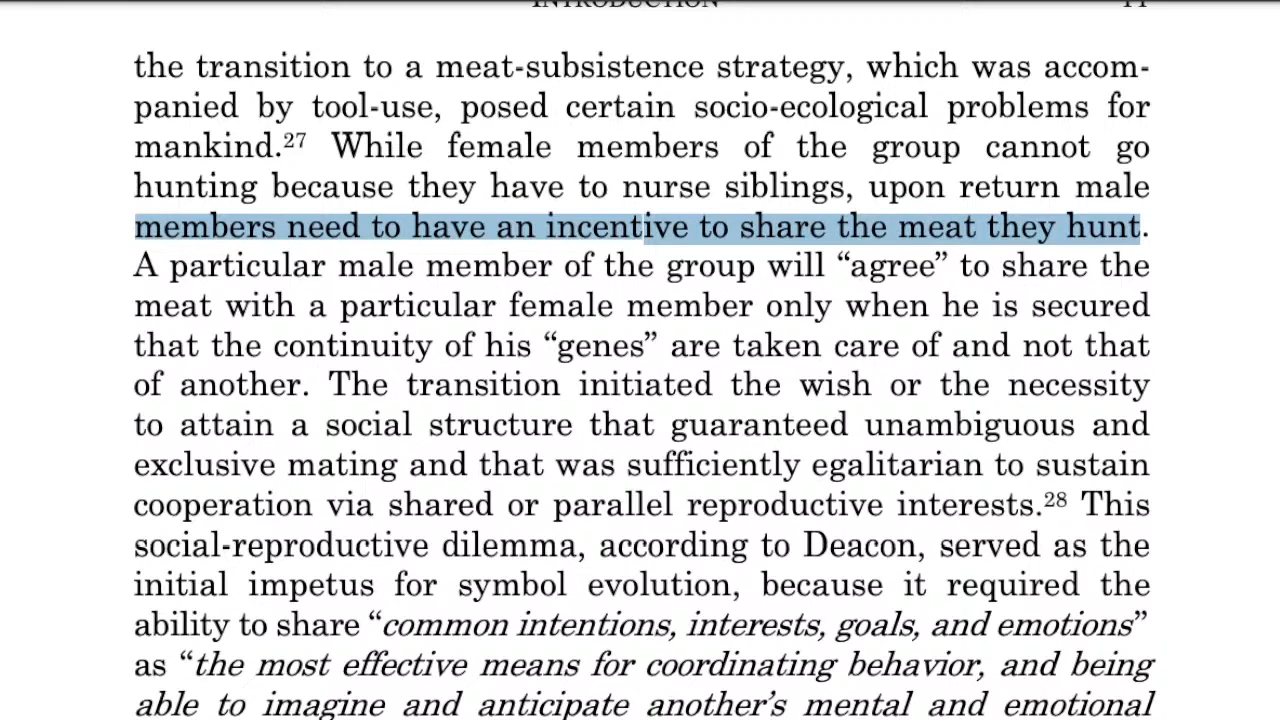 INTRODUCTION 11
the transition to a meat-subsistence strategy, which was accom-
panied by tool-use, posed certain socio-ecological problems for
mankind.27 While female members of the group cannot go
hunting because they have to nurse siblings, upon return male
members need to have an incentive to share the meat they hunt.
A particular male member of the group will “agree” to share the
meat with a particular female member only when he is secured
that the continuity of his “genes” are taken care of and not that
of another. The transition initiated the wish or the necessity
to attain a social structure that guaranteed unambiguous and
exclusive mating and that was sufficiently egalitarian to sustain
cooperation via shared or parallel reproductive interests.28 This
social-reproductive dilemma, according to Deacon, served as the
initial impetus for symbol evolution, because it required the
ability to share “common intentions, interests, goals, and emotions”
as “the most effective means for coordinating behavior, and being
able to imagine and anticipate another’s mental and emotional